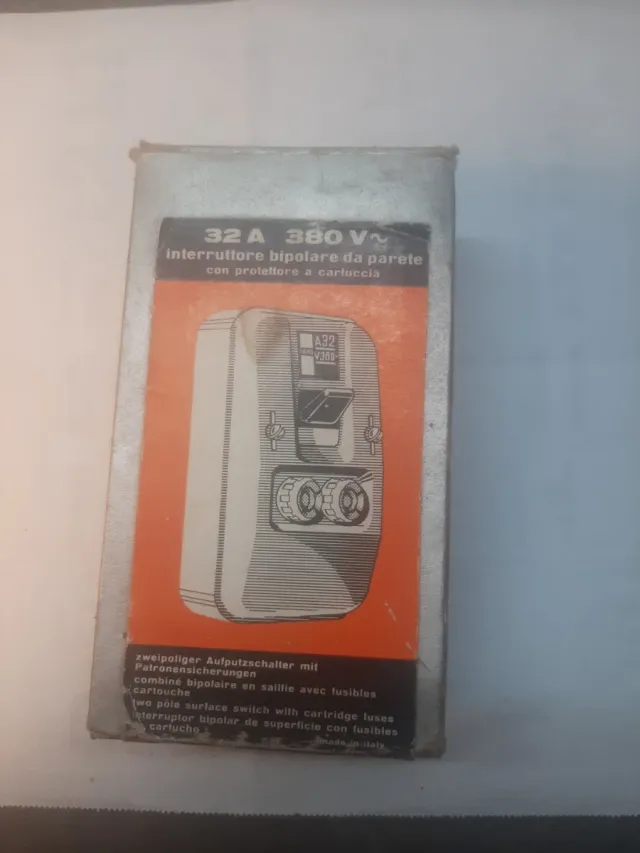 32 A 380 V~
interruttore bipolare da parete
con protettore a cartuccia
A32
V380
zweipoliger Aufputzschalter mit
Patronensicherungen
combiné bipolaire en saillie avec fusibles
cartouche
two pôle surface switch with cartridge fuses
interruptor bipolar de superficie con fusibles
cartucho
made in italy